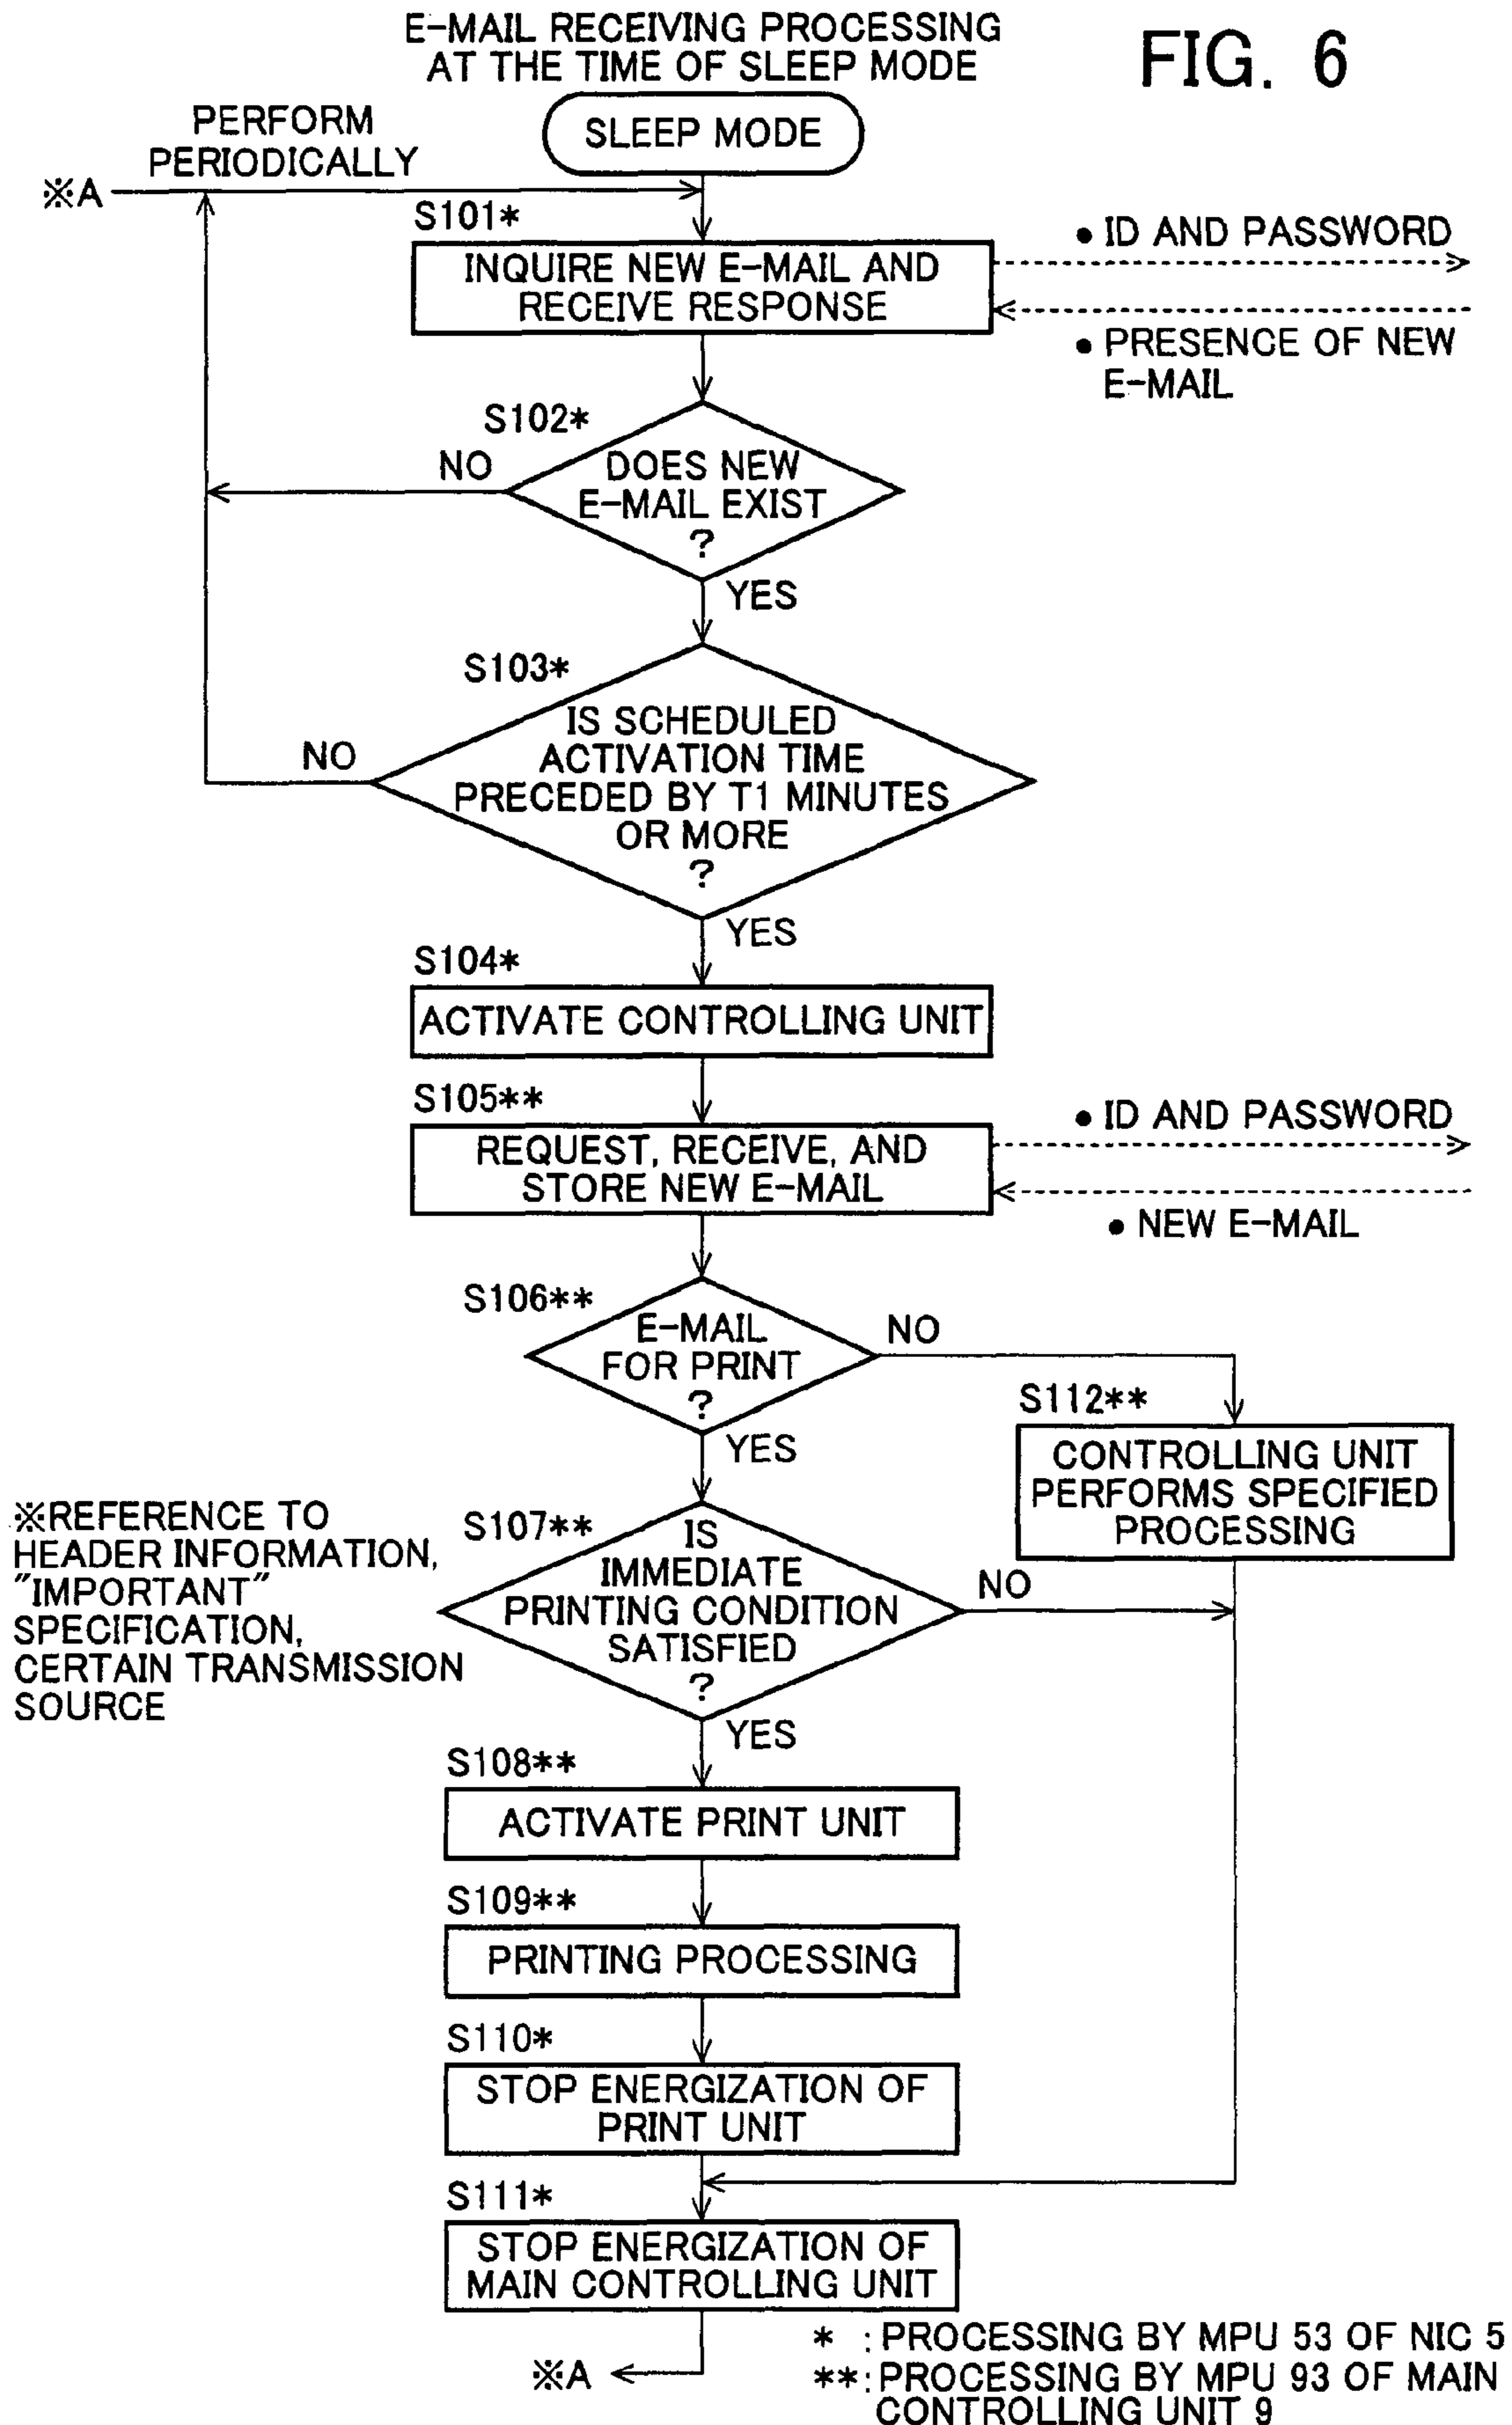 E-MAIL RECEIVING PROCESSING
AT THE TIME OF SLEEP MODE
FIG. 6
SLEEP MODE
PERFORM
PERIODICALLY
※A
S101*
INQUIRE NEW E-MAIL AND
RECEIVE RESPONSE
● ID AND PASSWORD
● PRESENCE OF NEW
E-MAIL
S102*
DOES NEW
E-MAIL EXIST
?
NO
YES
S103*
IS SCHEDULED
ACTIVATION TIME
PRECEDED BY T1 MINUTES
OR MORE
?
NO
YES
S104*
ACTIVATE CONTROLLING UNIT
S105**
REQUEST, RECEIVE, AND
STORE NEW E-MAIL
● ID AND PASSWORD
● NEW E-MAIL
S106**
E-MAIL
FOR PRINT
?
NO
YES
S112**
CONTROLLING UNIT
PERFORMS SPECIFIED
PROCESSING
※REFERENCE TO
HEADER INFORMATION,
"IMPORTANT"
SPECIFICATION,
CERTAIN TRANSMISSION
SOURCE
S107**
IS
IMMEDIATE
PRINTING CONDITION
SATISFIED
?
NO
YES
S108**
ACTIVATE PRINT UNIT
S109**
PRINTING PROCESSING
S110*
STOP ENERGIZATION OF
PRINT UNIT
S111*
STOP ENERGIZATION OF
MAIN CONTROLLING UNIT
※A
* : PROCESSING BY MPU 53 OF NIC 5
**: PROCESSING BY MPU 93 OF MAIN
CONTROLLING UNIT 9